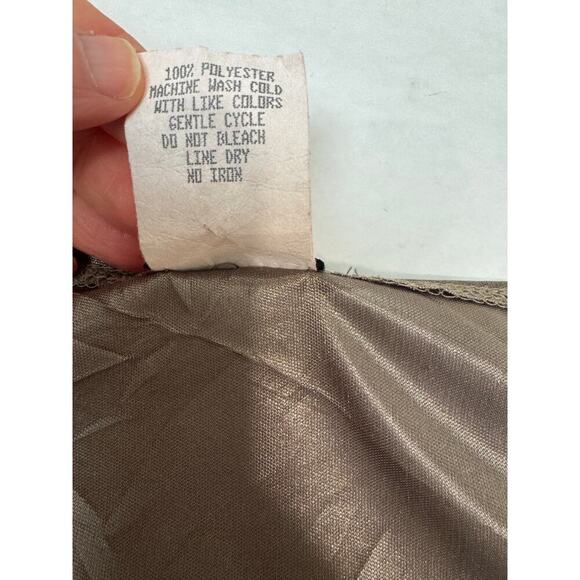 100% POLYESTER
MACHINE WASH COLD
WITH LIKE COLORS
GENTLE CYCLE
DO NOT BLEACH
LINE DRY
NO IRON